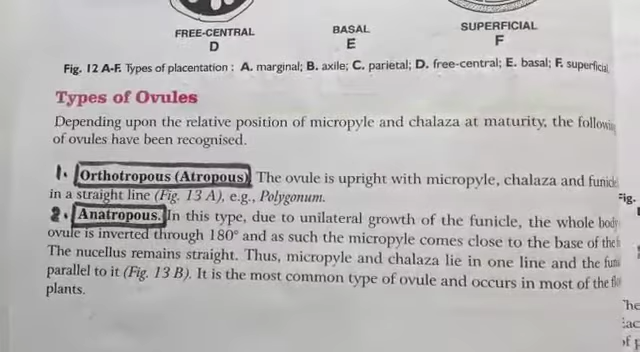 FREE-CENTRAL
D
BASAL
E
SUPERFICIAL
F
Fig. 12 A-F. Types of placentation : A. marginal; B. axile; C. parietal; D. free-central; E. basal; F. superficial
Types of Ovules
Depending upon the relative position of micropyle and chalaza at maturity, the following
of ovules have been recognised.
1. Orthotropous (Atropous) The ovule is upright with micropyle, chalaza and
in a straight line (Fig. 13 A), e.g., Polygonum.
2. Anatropous. In this type, due to unilateral growth of the funicle, the whole body
ovule is inverted through 180° and as such the micropyle comes close to the base of the
The nucellus remains straight. Thus, micropyle and chalaza lie in one line and the
parallel to it (Fig. 13 B). It is the most common type of ovule and occurs in most of the
plants.
Fig.